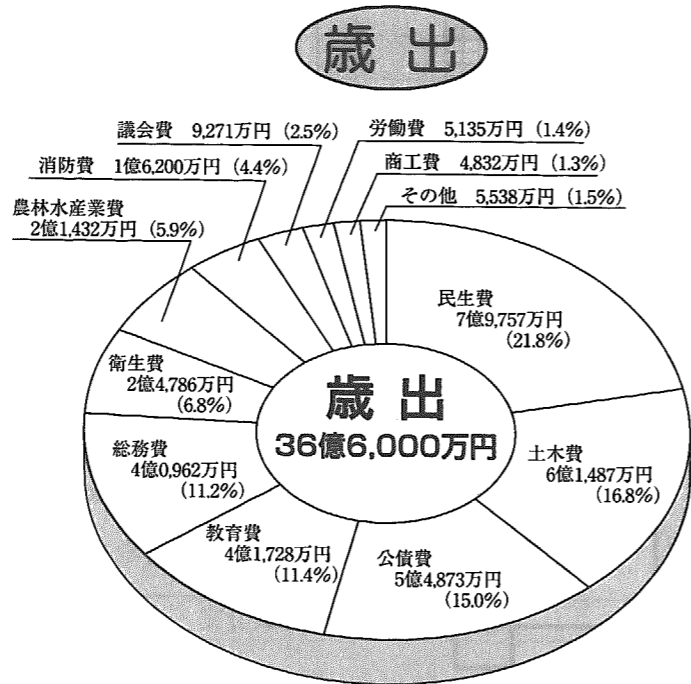 歳出
議会費 9,271万円 (2.5%)
労働費 5,135万円 (1.4%)
消防費 1億6,200万円 (4.4%)
商工費 4,832万円 (1.3%)
その他 5,538万円 (1.5%)
農林水産業費
2億1,432万円 (5.9%)
民生費
7億9,757万円
(21.8%)
衛生費
2億4,786万円
(6.8%)
歳出
36億6,000万円
土木費
6億1,487万円
(16.8%)
総務費
4億0,962万円
(11.2%)
教育費
4億1,728万円
(11.4%)
公債費
5億4,873万円
(15.0%)